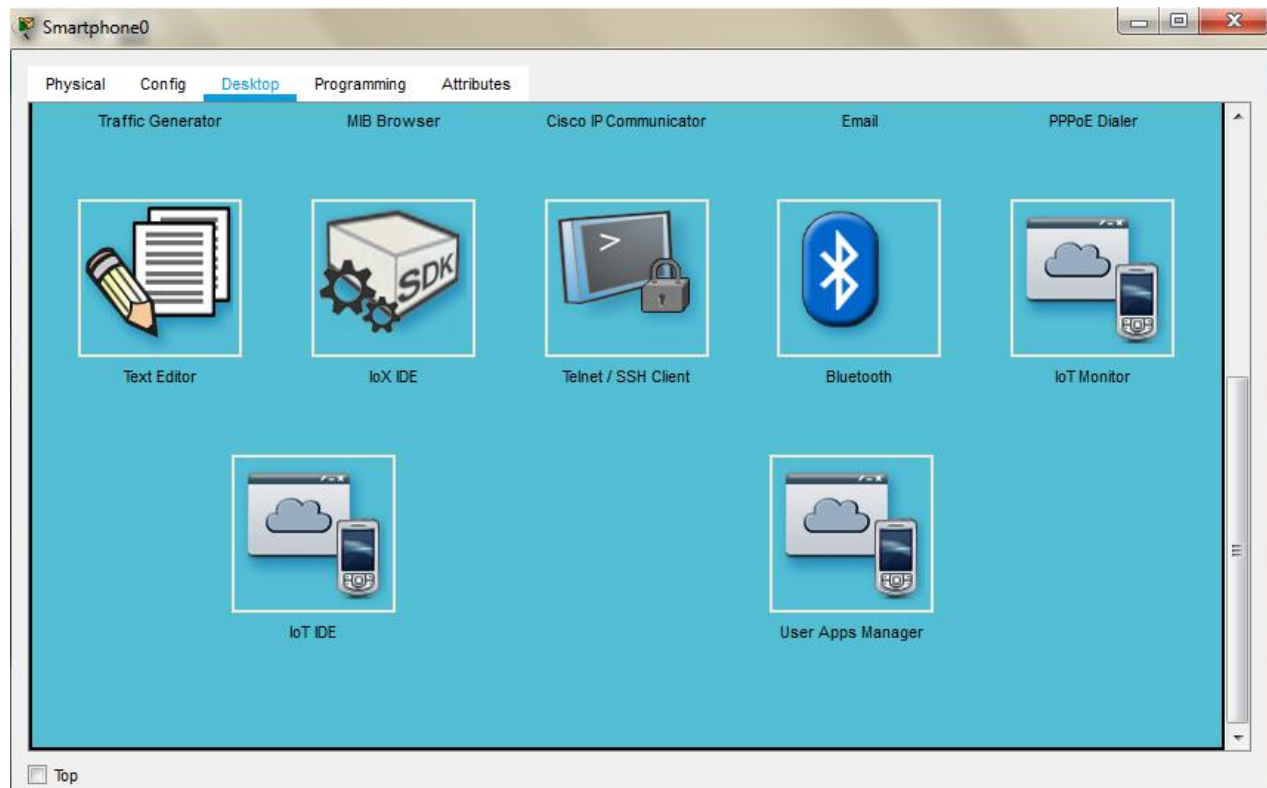 Smartphone0
Physical Config Desktop Programming Attributes
Traffic Generator MIB Browser Cisco IP Communicator Email PPPoE Dialer
>
SDK
Text Editor IoX IDE Telnet / SSH Client Bluetooth IoT Monitor
IoT IDE User Apps Manager
Top